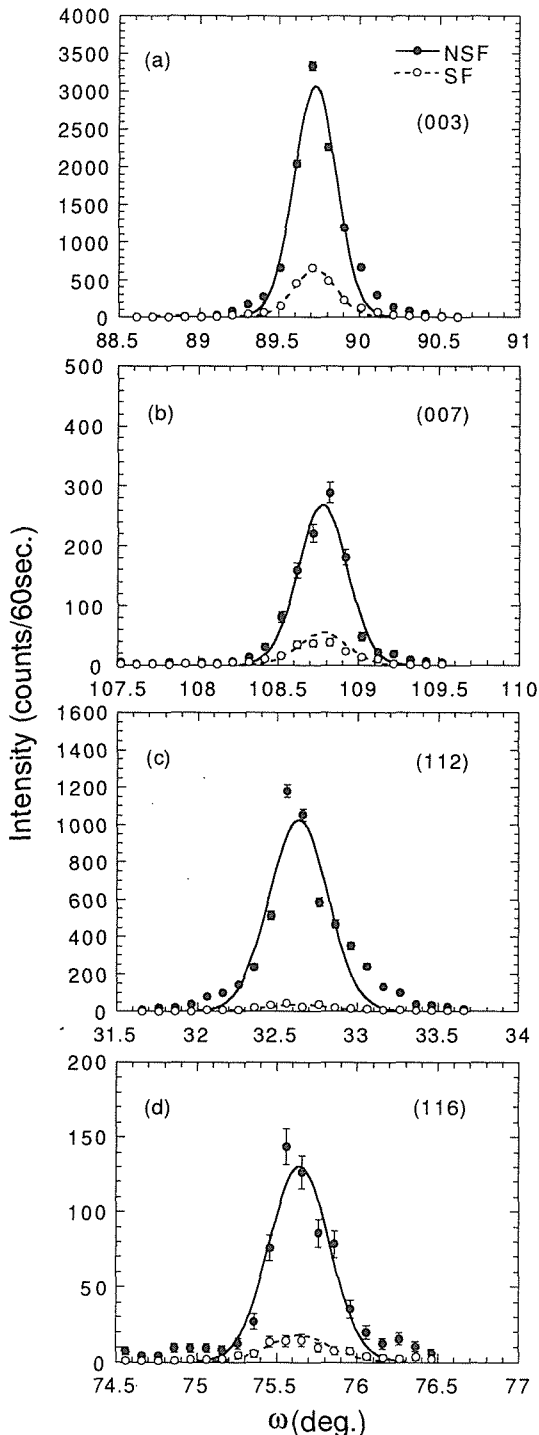 4000
3500
3000
2500
2000
1500
1000
500
0
(a)
NSF
SF
(003)
88.5 89 89.5 90 90.5 91
500
400
300
200
100
0
(b)
(007)
107.5 108 108.5 109 109.5 110
Intensity (counts/60sec.)
1600
1400
1200
1000
800
600
400
200
0
(c)
(112)
31.5 32 32.5 33 33.5 34
200
150
100
50
0
(d)
(116)
74.5 75 75.5 76 76.5 77
ω(deg.)